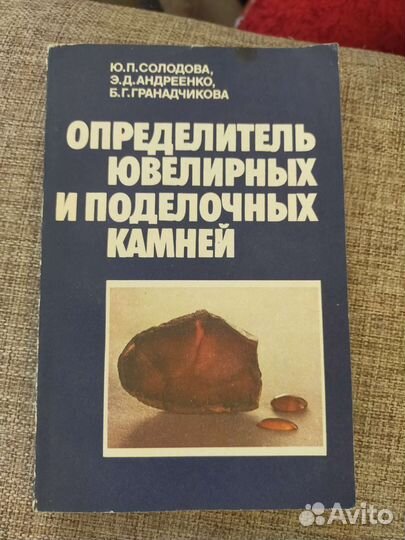 Ю.П.СОЛОДОВА,
Э.Д.АНДРЕЕНКО,
Б.Г.ГРАНАДЧИКОВА
ОПРЕДЕЛИТЕЛЬ
ЮВЕЛИРНЫХ
И ПОДЕЛОЧНЫХ
КАМНЕЙ
Avito